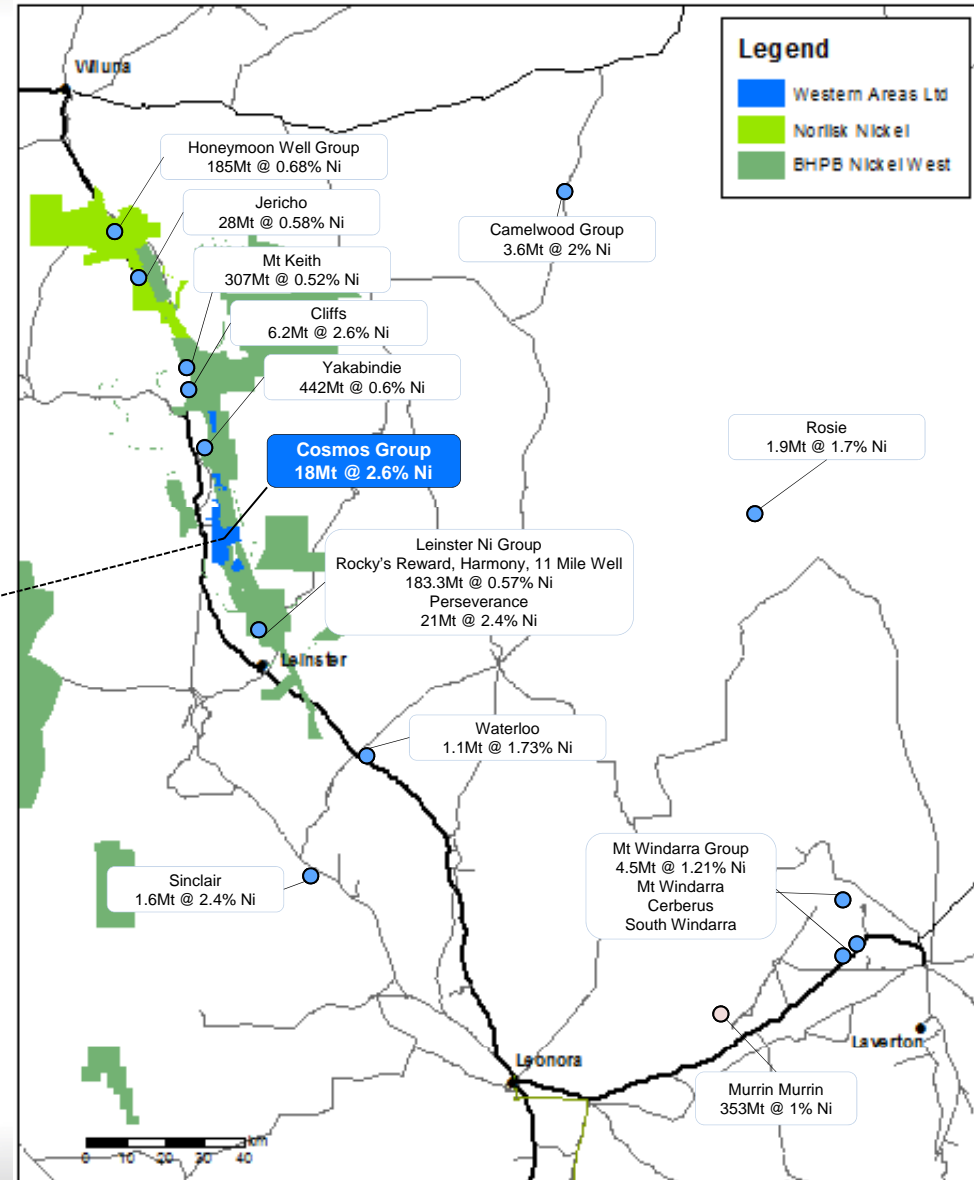 Legend
Western Areas Ltd
Norilsk Nickel
BHPB Nickel West
Wiluna
Honeymoon Well Group
185Mt @ 0.68% Ni
Jericho
28Mt @ 0.58% Ni
Camelwood Group
3.6Mt @ 2% Ni
Mt Keith
307Mt @ 0.52% Ni
Cliffs
6.2Mt @ 2.6% Ni
Yakabindie
442Mt @ 0.6% Ni
Rosie
1.9Mt @ 1.7% Ni
Cosmos Group
18Mt @ 2.6% Ni
Leinster Ni Group
Rocky's Reward, Harmony, 11 Mile Well
183.3Mt @ 0.57% Ni
Perseverance
21Mt @ 2.4% Ni
Leinster
Waterloo
1.1Mt @ 1.73% Ni
Sinclair
1.6Mt @ 2.4% Ni
Mt Windarra Group
4.5Mt @ 1.21% Ni
Mt Windarra
Cerberus
South Windarra
Laverton
Leonora
Murrin Murrin
353Mt @ 1% Ni
km
0 10 20 30 40